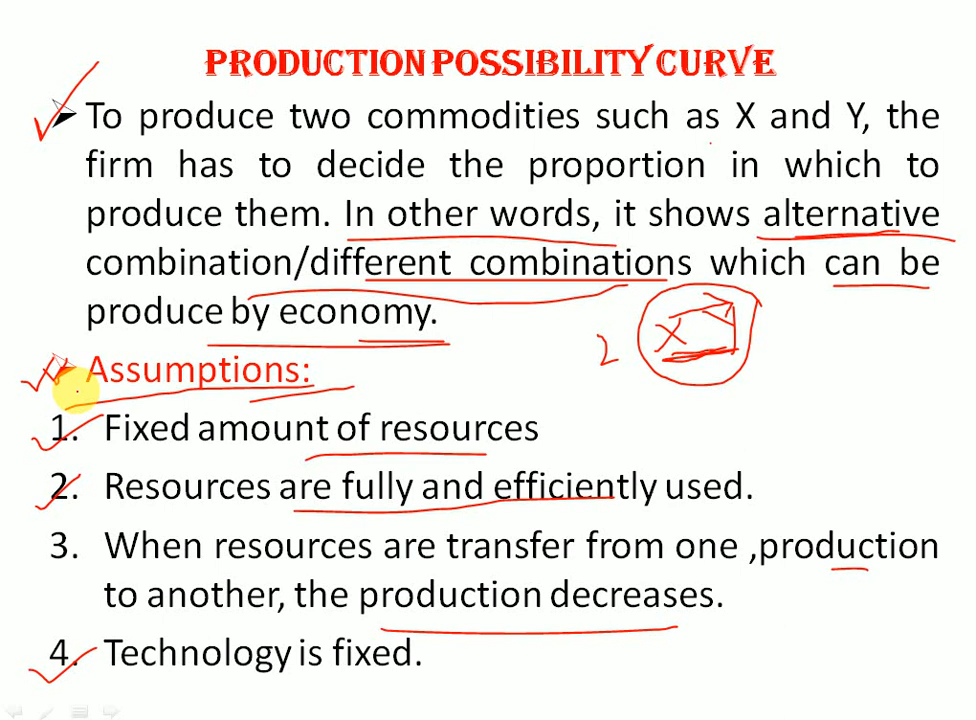 PRODUCTION POSSIBILITY CURVE
To produce two commodities such as X and Y, the
firm has to decide the proportion in which to
produce them. In other words, it shows alternative
combination/different combinations which can be
produce by economy.
2 X Y
Assumptions:
1. Fixed amount of resources
2. Resources are fully and efficiently used.
3. When resources are transfer from one ,production
to another, the production decreases.
4. Technology is fixed.